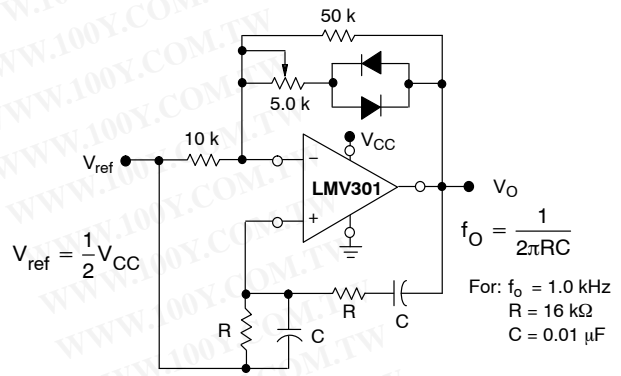 50 k
5.0 k
10 k
V_CC
V_ref
LMV301
−
+
V_O
V_ref = 1/2 V_CC
f_O = 1/2πRC
For: f_o = 1.0 kHz
R = 16 kΩ
C = 0.01 μF
R
C
R
C
WWW.100Y.COM.TW